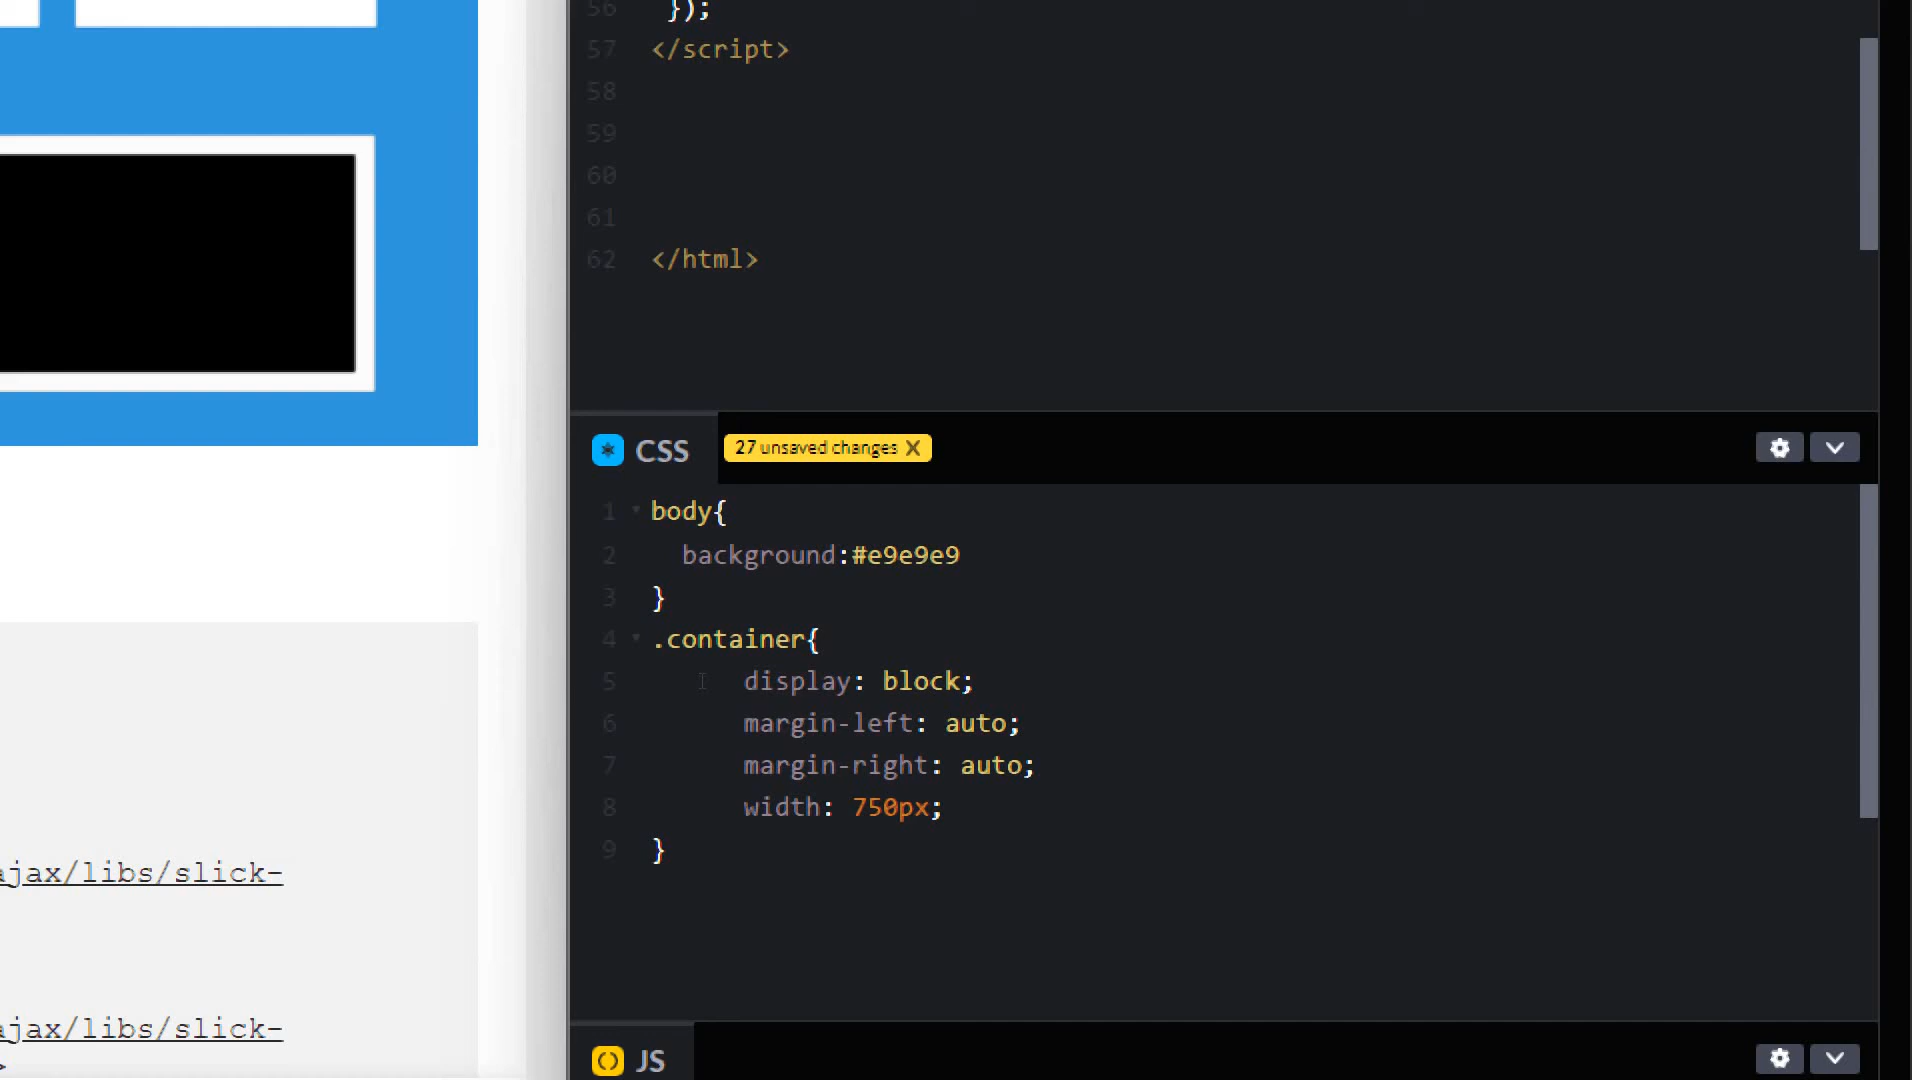 56 });
57 </script>
58
59
60
61
62 </html>
CSS 27 unsaved changes X
1 body{
2 background:#e9e9e9
3 }
4 .container{
5 display: block;
6 margin-left: auto;
7 margin-right: auto;
8 width: 750px;
9 }
ajax/libs/slick-
ajax/libs/slick-
>
JS